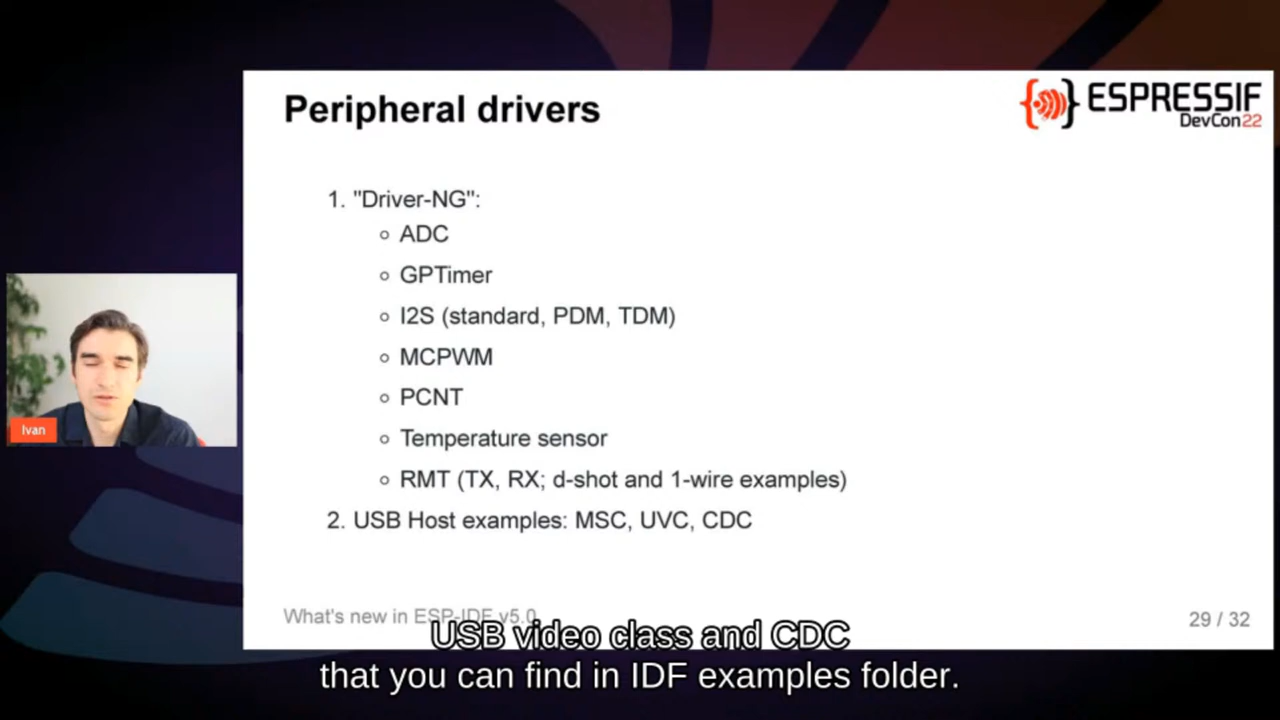 Peripheral drivers
ESPRESSIF
DevCon22
1. "Driver-NG":
ADC
GPTimer
I2S (standard, PDM, TDM)
MCPWM
PCNT
Temperature sensor
RMT (TX, RX; d-shot and 1-wire examples)
2. USB Host examples: MSC, UVC, CDC
Ivan
What's new in ESP-IDF v5.0
29 / 32
USB video class and CDC
that you can find in IDF examples folder.